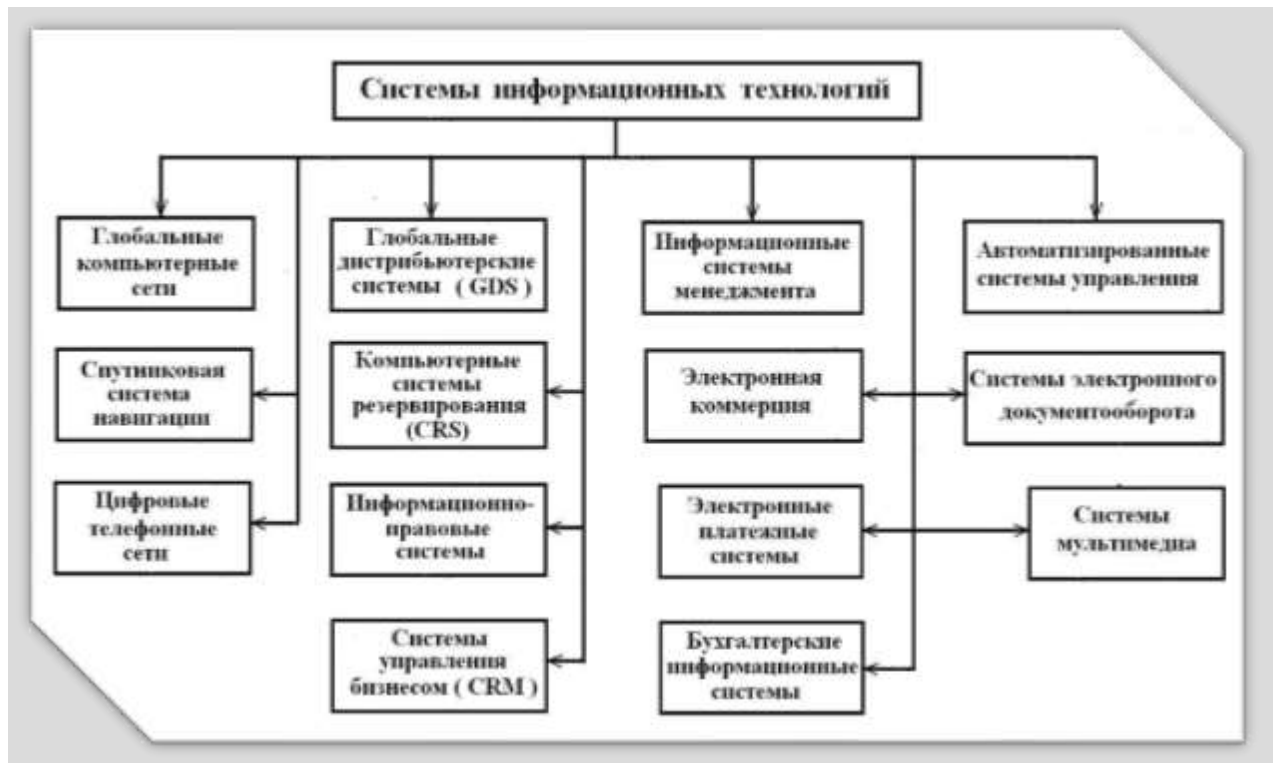 Системы информационных технологий
Глобальные
компьютерные
сети
Глобальные
дистрибьютерские
системы ( GDS )
Информационные
системы
менеджмента
Автоматизированные
системы управления
Спутниковая
система
навигации
Компьютерные
системы
резервирования
(CRS)
Электронная
коммерция
Системы электронного
документооборота
Цифровые
телефонные
сети
Информационно-
правовые
системы
Электронные
платежные
системы
Системы
мультимедиа
Системы
управления
бизнесом ( CRM )
Бухгалтерские
информационные
системы